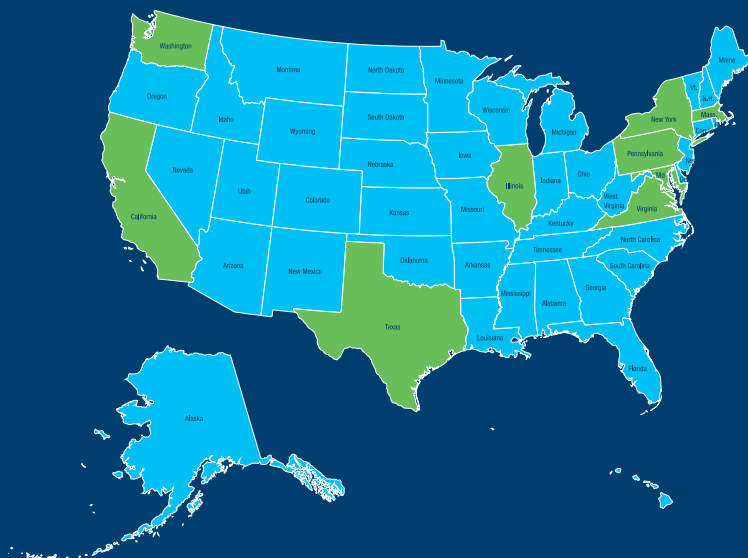 Washington
Montana
North Dakota
Minnesota
Maine
Vt.
N.H.
Oregon
Idaho
Wyoming
South Dakota
Wisconsin
Michigan
New York
Mass.
Nevada
Utah
Colorado
Nebraska
Iowa
Illinois
Indiana
Ohio
Pennsylvania
Md.
California
Kansas
Missouri
West
Virginia
Virginia
Kentucky
Arizona
New Mexico
Oklahoma
Arkansas
Tennessee
North Carolina
South Carolina
Texas
Louisiana
Mississippi
Alabama
Georgia
Florida
Alaska